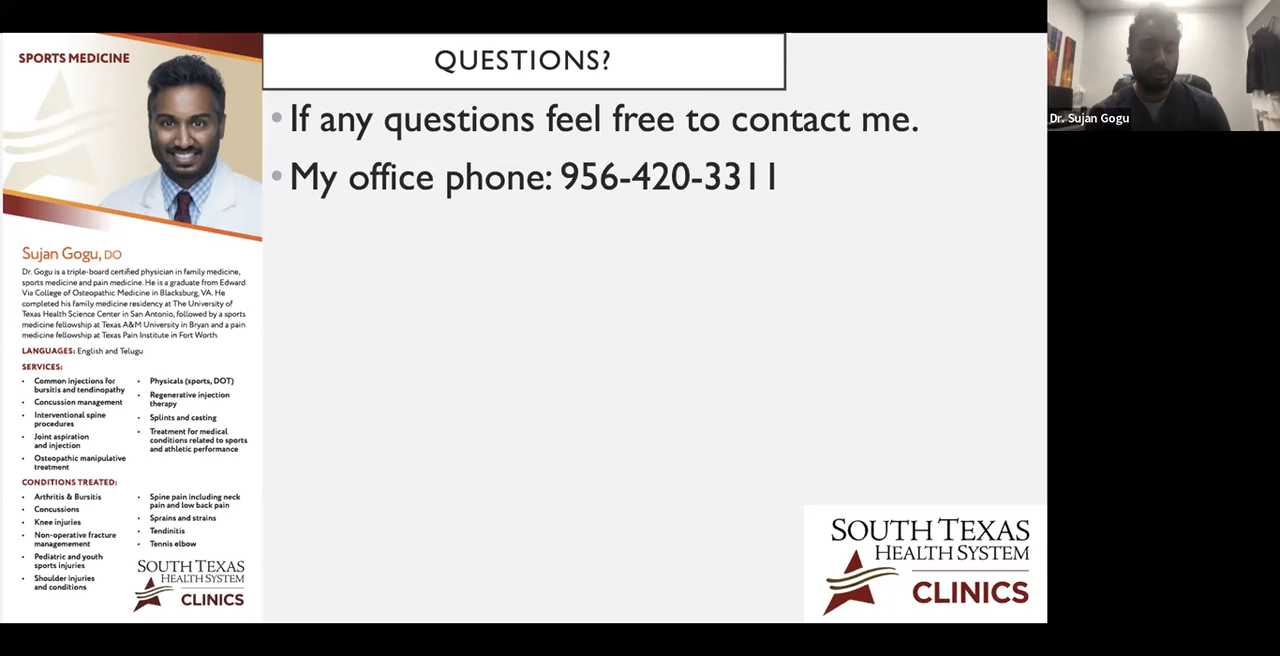 SPORTS MEDICINE
Sujan Gogu, DO
Dr. Gogu is a triple-board certified physician in family medicine,
sports medicine and pain medicine. He is a graduate from Edward
Via College of Osteopathic Medicine in Blacksburg, VA. He
completed his family medicine residency at The University of
Texas Health Science Center in San Antonio, followed by a sports
medicine fellowship at Texas A&M University in Bryan and a pain
medicine fellowship at Texas Pain Institute in Fort Worth.
LANGUAGES: English and Telugu
SERVICES:
• Common injections for
bursitis and tendinopathy
• Concussion management
• Interventional spine
procedures
• Joint aspiration
and injection
• Osteopathic manipulative
treatment
• Physicals (sports, DOT)
• Regenerative injection
therapy
• Splints and casting
• Treatment for medical
conditions related to sports
and athletic performance
CONDITIONS TREATED:
• Arthritis & Bursitis
• Concussions
• Knee injuries
• Non-operative fracture
managemement
• Pediatric and youth
sports injuries
• Shoulder injuries
and conditions
• Spine pain including neck
pain and low back pain
• Sprains and strains
• Tendinitis
• Tennis elbow
SOUTH TEXAS
HEALTH SYSTEM
CLINICS
QUESTIONS?
• If any questions feel free to contact me.
• My office phone: 956-420-3311
SOUTH TEXAS
HEALTH SYSTEM
CLINICS
Dr. Sujan Gogu